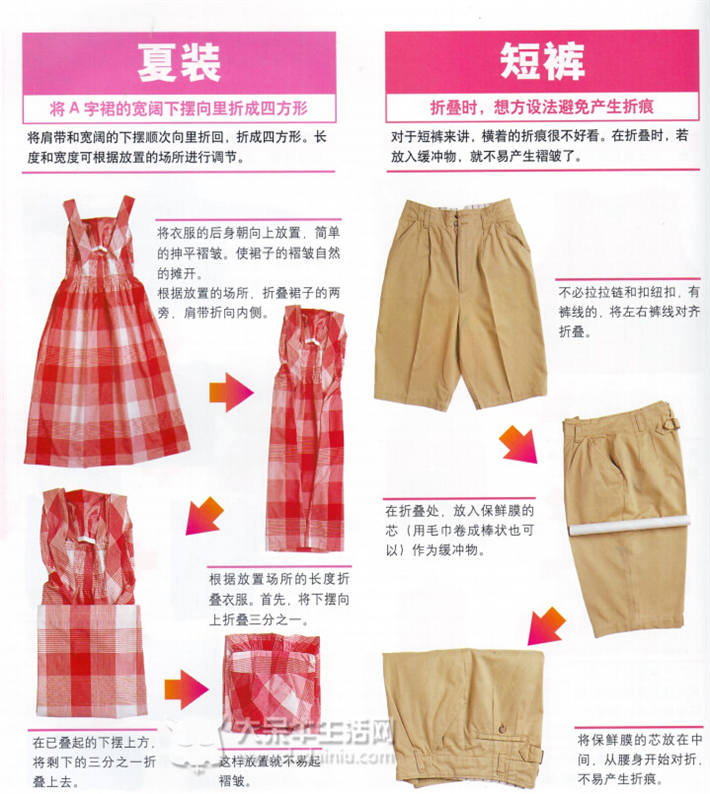 夏装
将A字裙的宽阔下摆向里折成四方形
将肩带和宽阔的下摆顺次向里折回，折成四方形。长
度和宽度可根据放置的场所进行调节。
将衣服的后身朝向上放置，简单
的抻平褶皱。使裙子的褶皱自然
的摊开。
根据放置的场所，折叠裙子的两
旁，肩带折向内侧。
根据放置场所的长度折
叠衣服。首先，将下摆向
上折叠三分之一。
在已叠起的下摆上方，
将剩下的三分之一折
叠上去。
这样放置就不易起
褶皱。
短裤
折叠时，想方设法避免产生折痕
对于短裤来讲，横着的折痕很不好看。在折叠时，若
放入缓冲物，就不易产生褶皱了。
不必拉拉链和扣纽扣，有
裤线的，将左右裤线对齐
折叠。
在折叠处，放入保鲜膜的
芯（用毛巾卷成棒状也可
以）作为缓冲物。
将保鲜膜的芯放在中
间，从腰身开始对折，
不易产生折痕。
大呆牛生活网